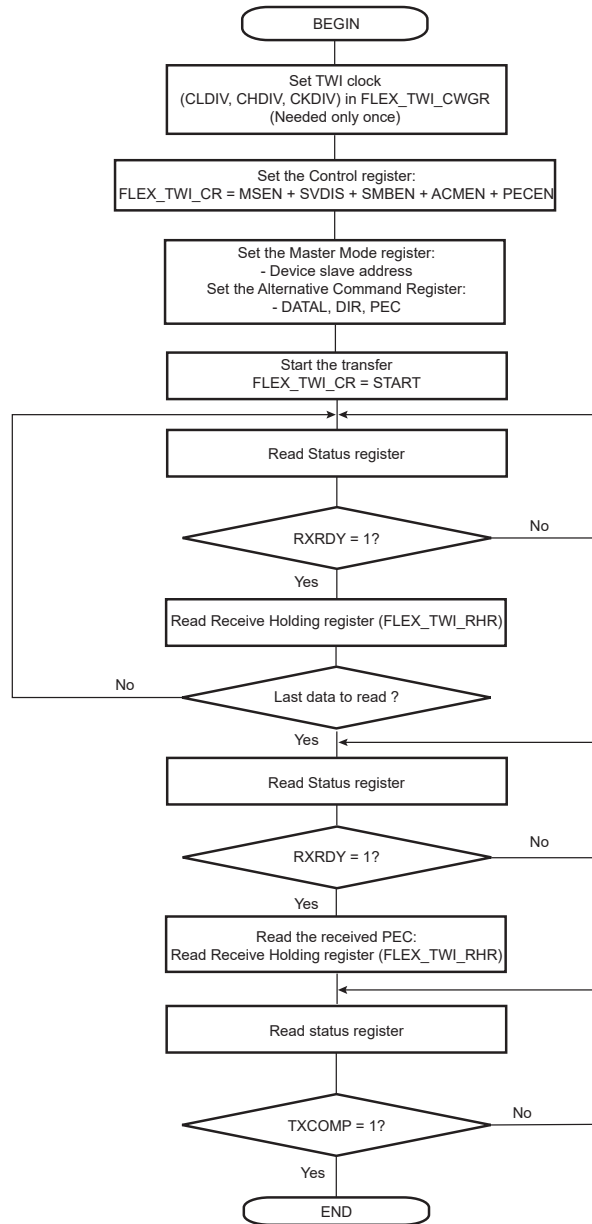 BEGIN
Set TWI clock
(CLDIV, CHDIV, CKDIV) in FLEX_TWI_CWGR
(Needed only once)
Set the Control register:
FLEX_TWI_CR = MSEN + SVDIS + SMBEN + ACMEN + PECEN
Set the Master Mode register:
- Device slave address
Set the Alternative Command Register:
- DATAL, DIR, PEC
Start the transfer
FLEX_TWI_CR = START
Read Status register
RXRDY = 1?
No
Yes
Read Receive Holding register (FLEX_TWI_RHR)
No
Last data to read ?
Yes
Read Status register
RXRDY = 1?
No
Yes
Read the received PEC:
Read Receive Holding register (FLEX_TWI_RHR)
Read status register
TXCOMP = 1?
No
Yes
END